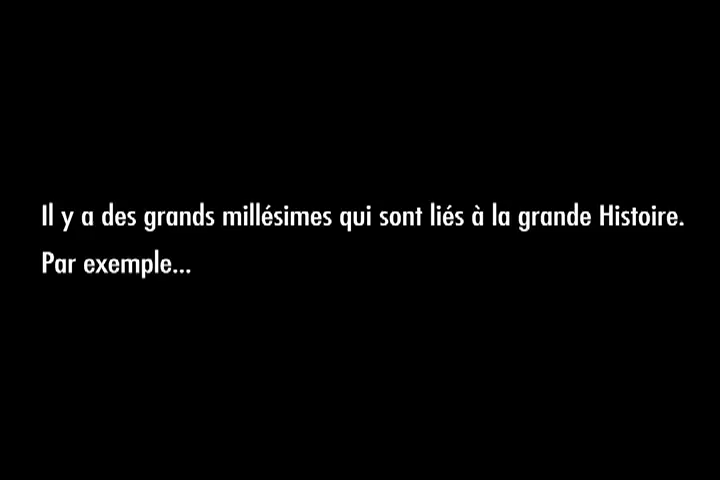 Il y a des grands millésimes qui sont liés à la grande Histoire.
Par exemple...